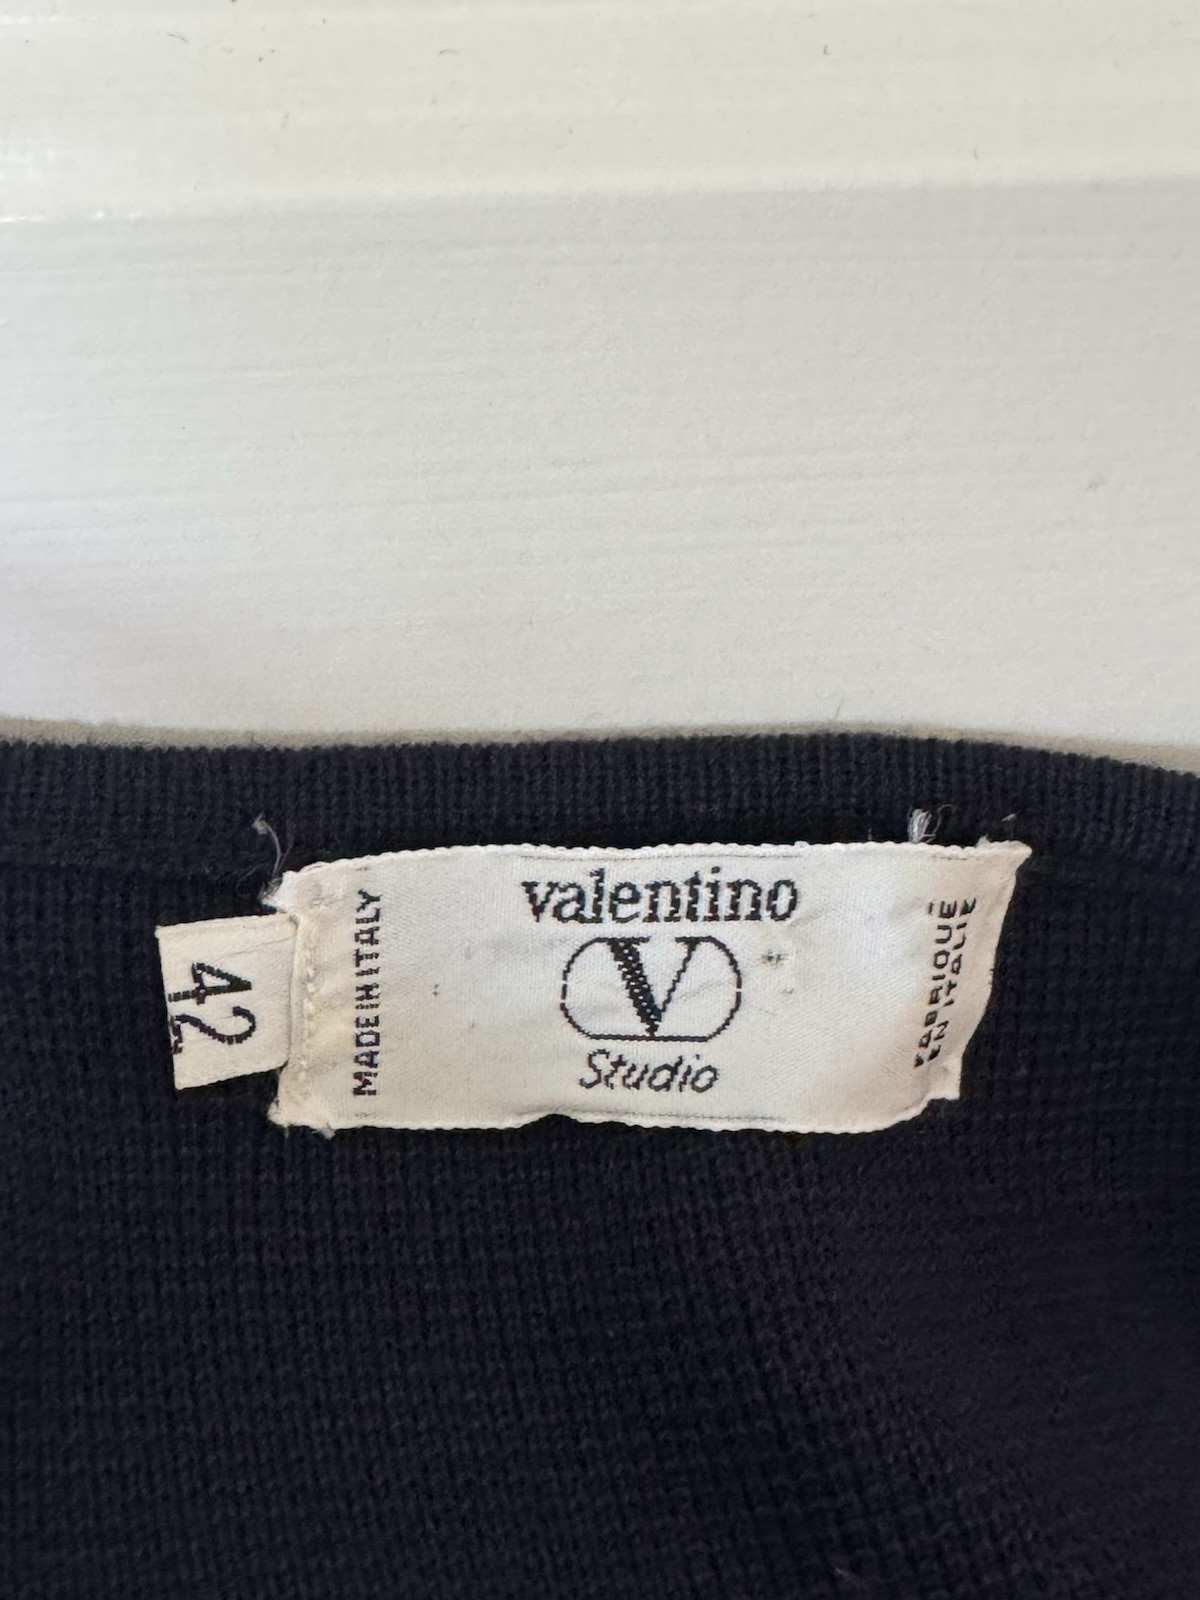 valentino
V
Studio
MADE IN ITALY
FABRIQUÉ
EN ITALIE
42